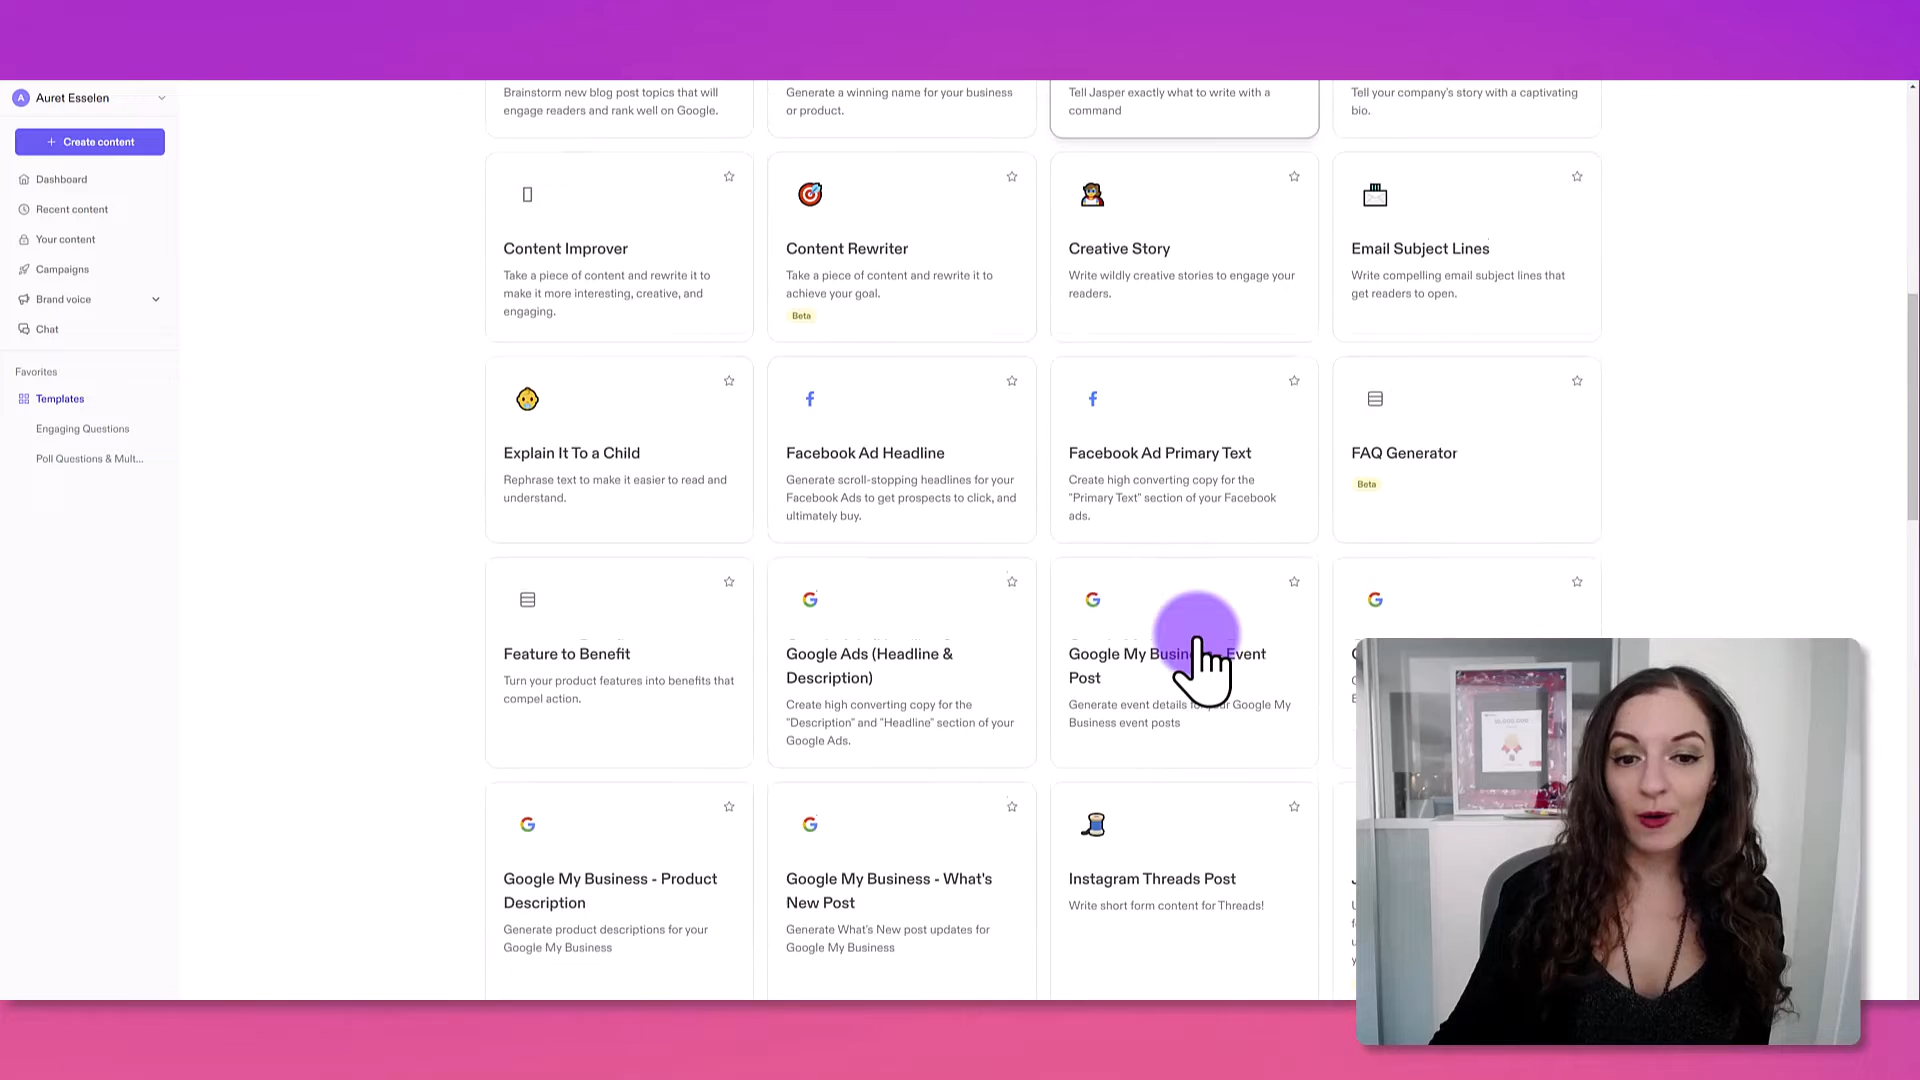 Auret Esselen
Create content
Dashboard
Recent content
Your content
Campaigns
Brand voice
Chat
Favorites
Templates
Engaging Questions
Poll Questions & Mult...
Brainstorm new blog post topics that will
engage readers and rank well on Google.
Generate a winning name for your business
or product.
Tell Jasper exactly what to write with a
command
Tell your company's story with a captivating
bio.
Content Improver
Take a piece of content and rewrite it to
make it more interesting, creative, and
engaging.
Content Rewriter
Take a piece of content and rewrite it to
achieve your goal.
Beta
Creative Story
Write wildly creative stories to engage your
readers.
Email Subject Lines
Write compelling email subject lines that
get readers to open.
Explain It To a Child
Rephrase text to make it easier to read and
understand.
Facebook Ad Headline
Generate scroll-stopping headlines for your
Facebook Ads to get prospects to click, and
ultimately buy.
Facebook Ad Primary Text
Create high converting copy for the
"Primary Text" section of your Facebook
ads.
FAQ Generator
Beta
Feature to Benefit
Turn your product features into benefits that
compel action.
Google Ads (Headline &
Description)
Create high converting copy for the
"Description" and "Headline" section of your
Google Ads.
Google My Business - Event
Post
Generate event details for your Google My
Business event posts
Google My Business - Product
Description
Generate product descriptions for your
Google My Business
Google My Business - What's
New Post
Generate What's New post updates for
Google My Business
Instagram Threads Post
Write short form content for Threads!